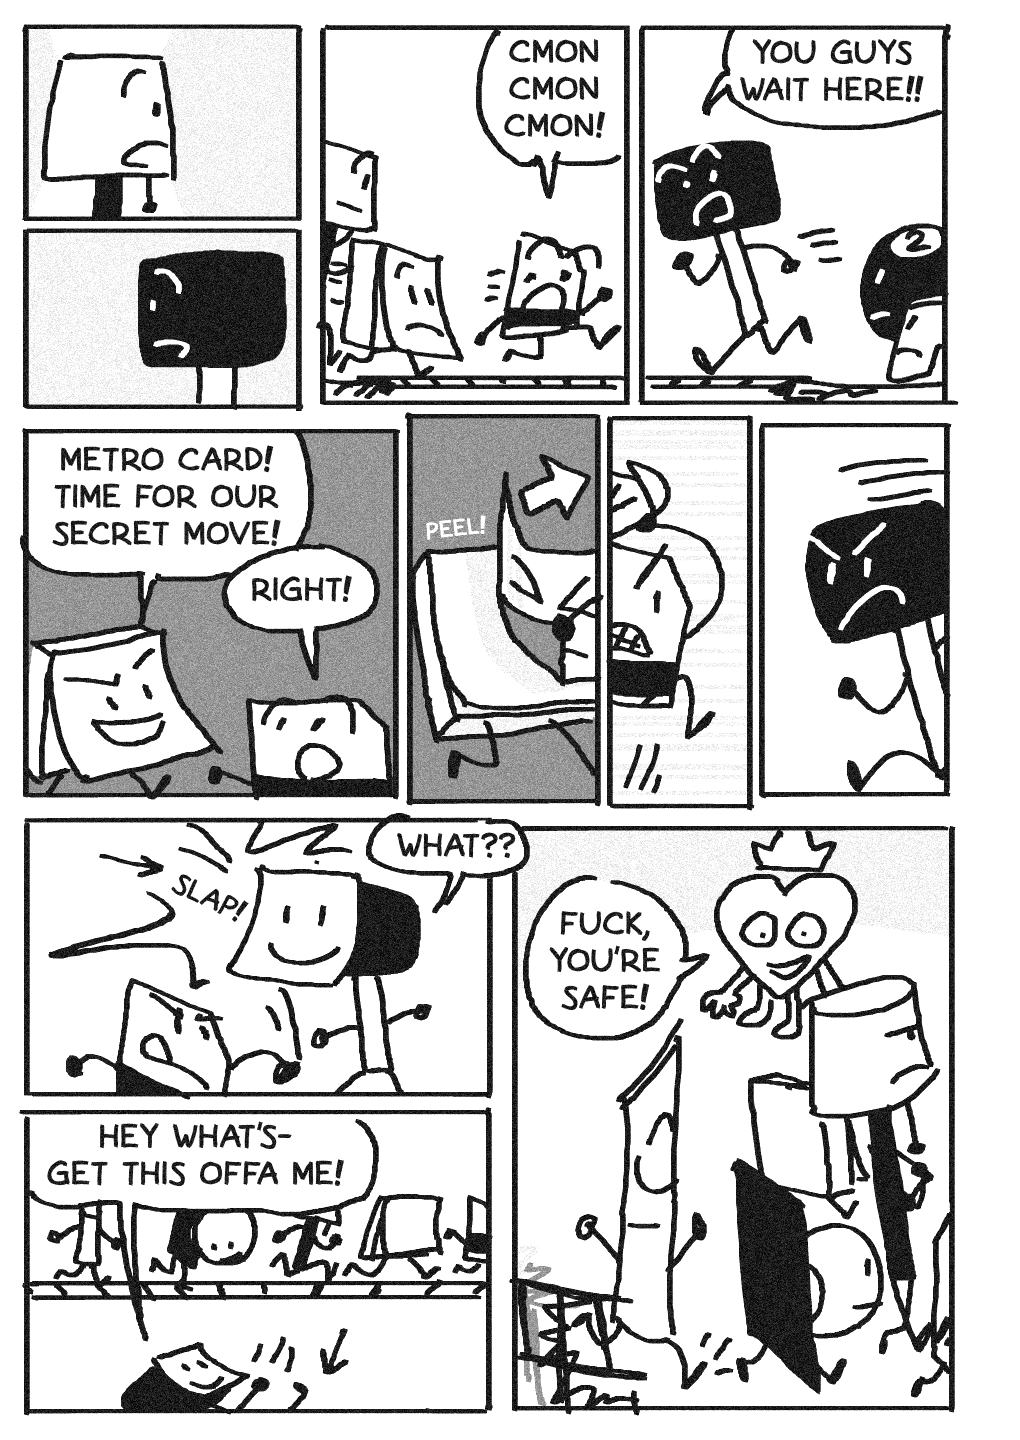 CMON
CMON
CMON!
YOU GUYS
WAIT HERE!!
2
METRO CARD!
TIME FOR OUR
SECRET MOVE!
RIGHT!
PEEL!
WHAT??
SLAP!
HEY WHAT'S-
GET THIS OFFA ME!
FUCK,
YOU'RE
SAFE!